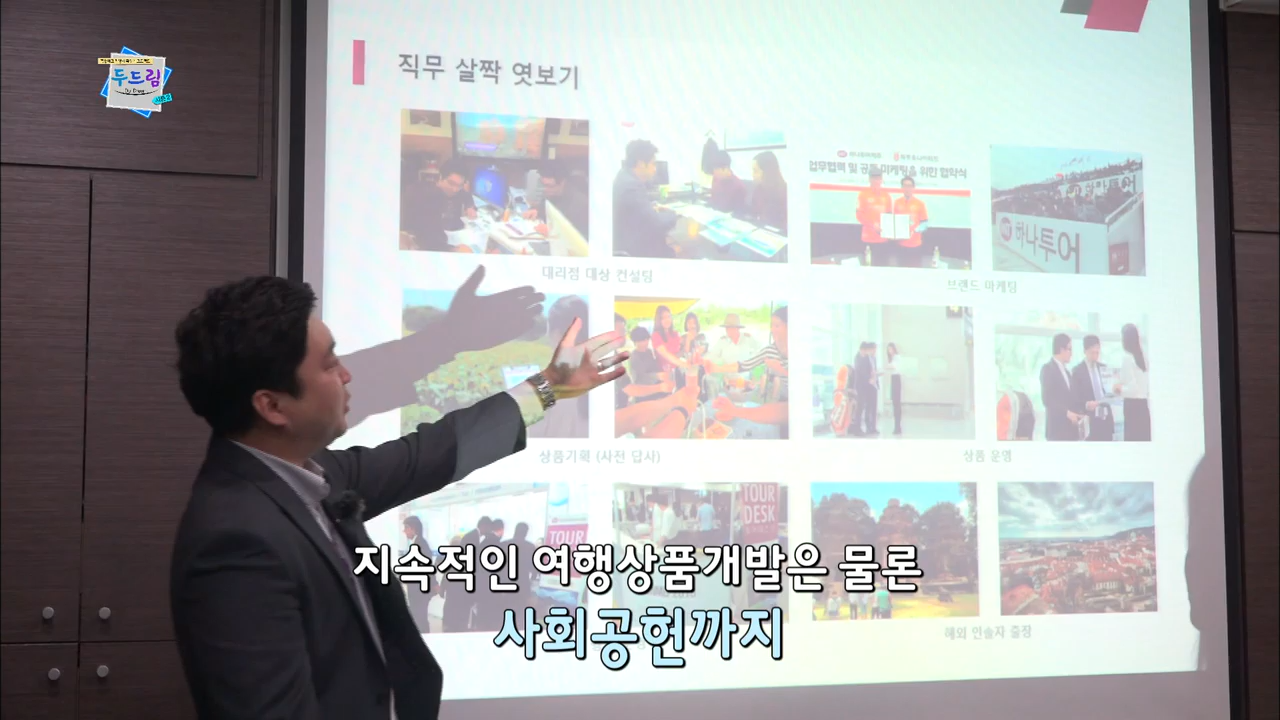 두드림
Do Dream
직무 살짝 엿보기
업무협력 및 공동 마케팅을 위한 협약식
하나투어
대리점 대상 컨설팅
브랜드 마케팅
상품기획 (사전 답사)
상품 운영
TOUR
TOUR
DESK
해외 인솔자 출장
지속적인 여행상품개발은 물론
사회공헌까지